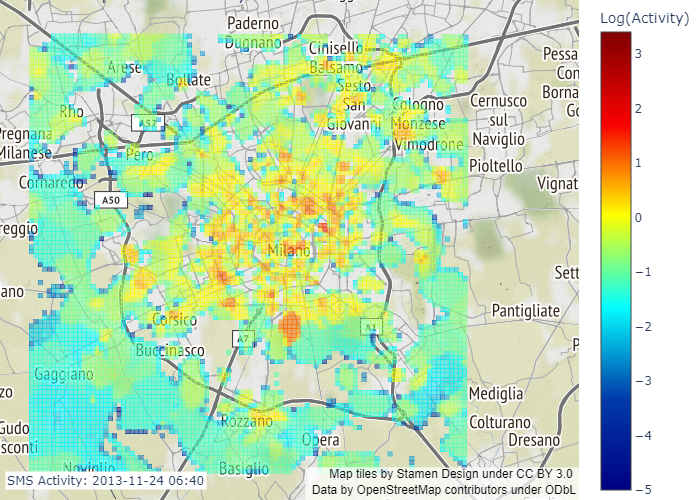 Log(Activity)
3
2
1
0
−1
−2
−3
−4
−5
Paderno
Dugnano
Cinisello
Balsamo
Arese
Bollate
Sesto
San
Giovanni
Rho
A52
Cologno
Monzese
Vimodrone
Cernusco
sul
Naviglio
Pessa
Con
Borna
Go
Pregnana
Milanese
Pero
Pioltello
Cornaredo
Vignat
A50
reggio
Milano
Sett
ano
Pantigliate
Corsico
A7
A1
Buccinasco
P
Gaggiano
Mediglia
zo
Rozzano
Colturano
Gudo
sconti
Opera
Dresano
Noviglio
Basiglio
SMS Activity: 2013-11-24 06:40
Map tiles by Stamen Design under CC BY 3.0
Data by OpenStreetMap contributors under ODbL